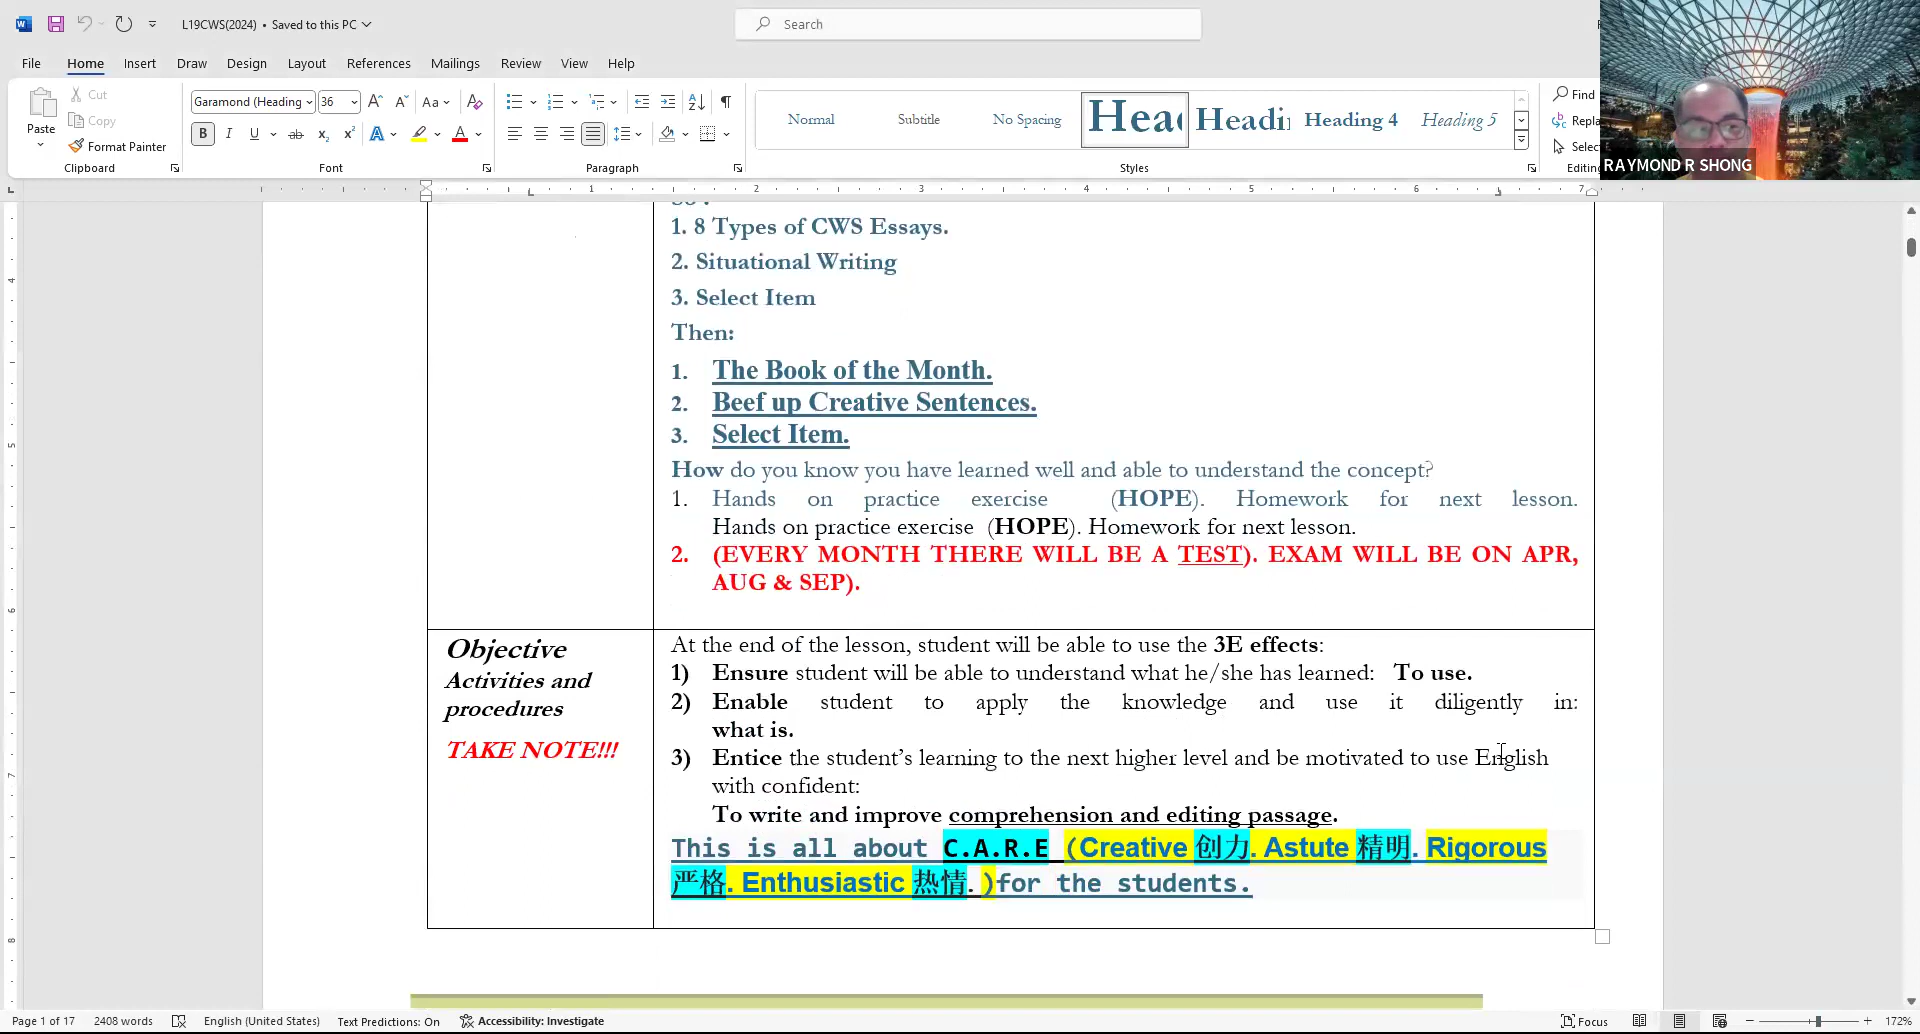 L19CWS(2024) • Saved to this PC
Search
File Home Insert Draw Design Layout References Mailings Review View Help
Paste
Cut
Copy
Format Painter
Clipboard
Garamond (Heading 36
Font
Paragraph
Normal Subtitle No Spacing Heading 4 Heading 5
Styles
Find
Editing
RAYMOND R SHONG
1. 8 Types of CWS Essays.
2. Situational Writing
3. Select Item
Then:
1. The Book of the Month.
2. Beef up Creative Sentences.
3. Select Item.
How do you know you have learned well and able to understand the concept?
1. Hands on practice exercise (HOPE). Homework for next lesson.
Hands on practice exercise (HOPE). Homework for next lesson.
2. (EVERY MONTH THERE WILL BE A TEST). EXAM WILL BE ON APR,
AUG & SEP).
Objective
Activities and
procedures
TAKE NOTE!!!
At the end of the lesson, student will be able to use the 3E effects:
1) Ensure student will be able to understand what he/she has learned: To use.
2) Enable student to apply the knowledge and use it diligently in:
what is.
3) Entice the student's learning to the next higher level and be motivated to use English
with confident:
To write and improve comprehension and editing passage.
This is all about C.A.R.E (Creative 创力. Astute 精明. Rigorous
严格. Enthusiastic 热情. )for the students.
Page 1 of 17 2408 words English (United States) Text Predictions: On Accessibility: Investigate Focus 172%